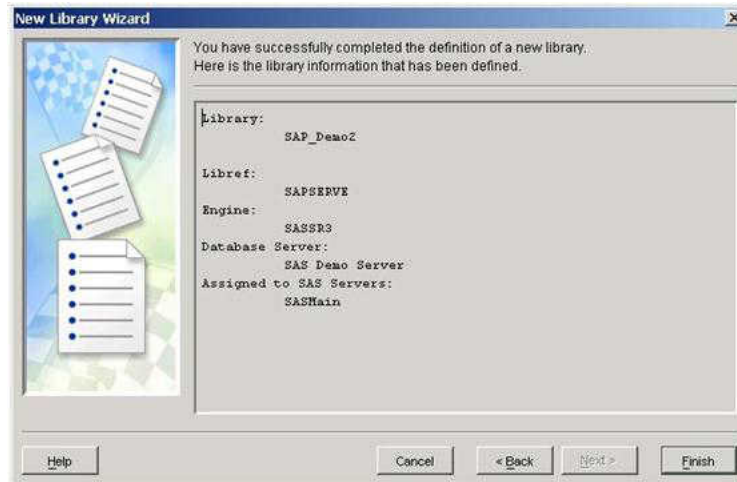 New Library Wizard
You have successfully completed the definition of a new library.
Here is the library information that has been defined.
Library:
SAP_Demo2
Libref:
SAPSERVE
Engine:
SASSR3
Database Server:
SAS Demo Server
Assigned to SAS Servers:
SASMain
Help
Cancel
< Back
Next >
Finish